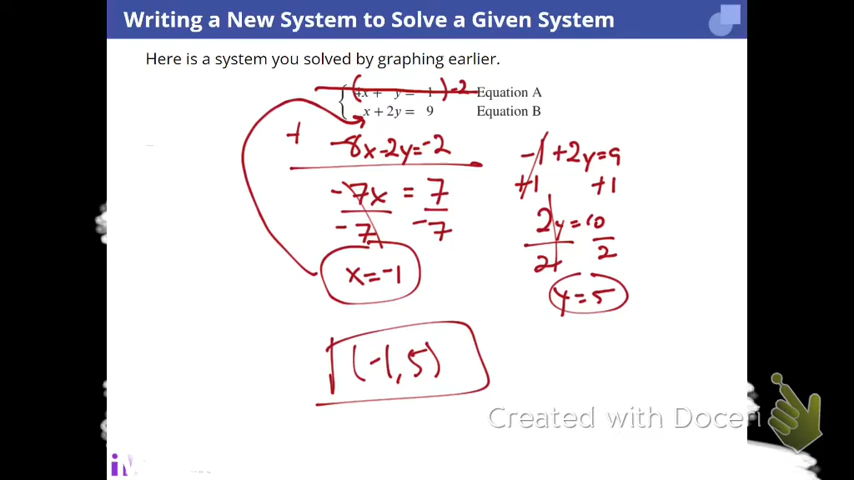 Writing a New System to Solve a Given System
Here is a system you solved by graphing earlier.
(4x + y = 1)-2 Equation A
x + 2y = 9 Equation B
+ -8x-2y=-2
-7x = 7
-7 -7
x=-1
-1+2y=9
+1 +1
2y=10
2 2
y=5
(-1,5)
Created with Doceri